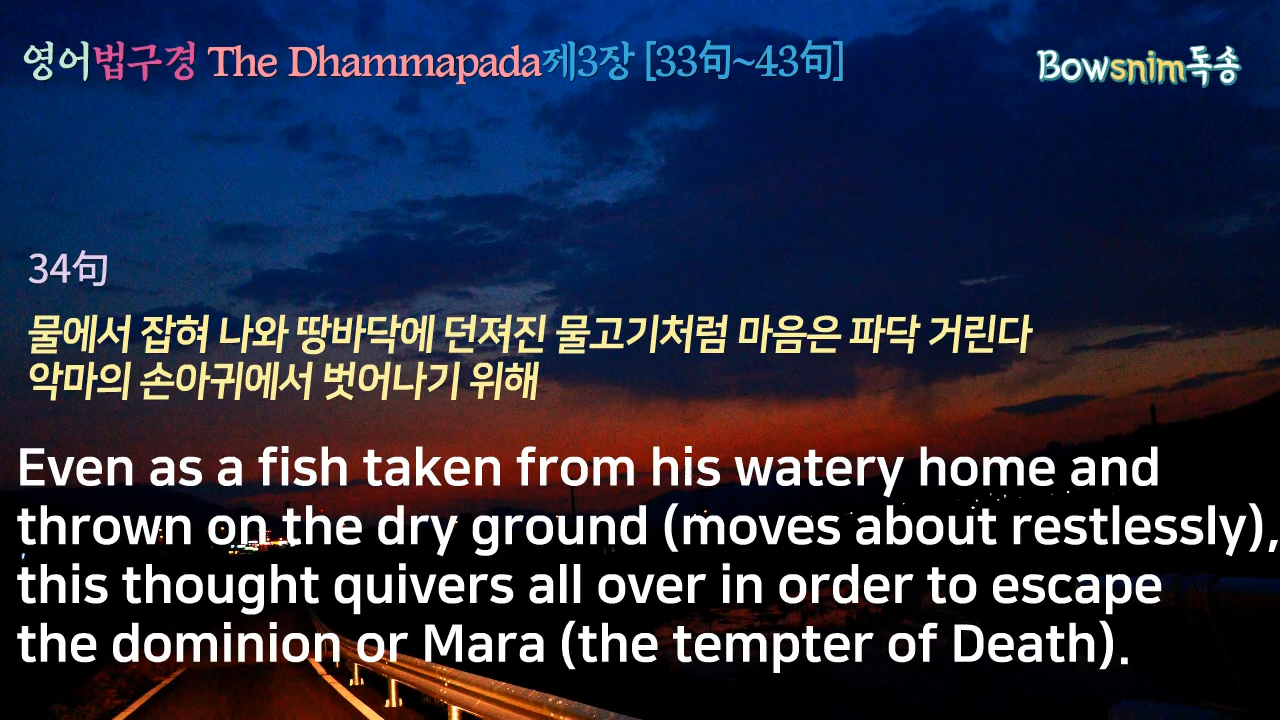 영어법구경 The Dhammapada제3장 [33句~43句]
Bowsnim독송
34句
물에서 잡혀 나와 땅바닥에 던져진 물고기처럼 마음은 파닥 거린다
악마의 손아귀에서 벗어나기 위해
Even as a fish taken from his watery home and
thrown on the dry ground (moves about restlessly),
this thought quivers all over in order to escape
the dominion or Mara (the tempter of Death).